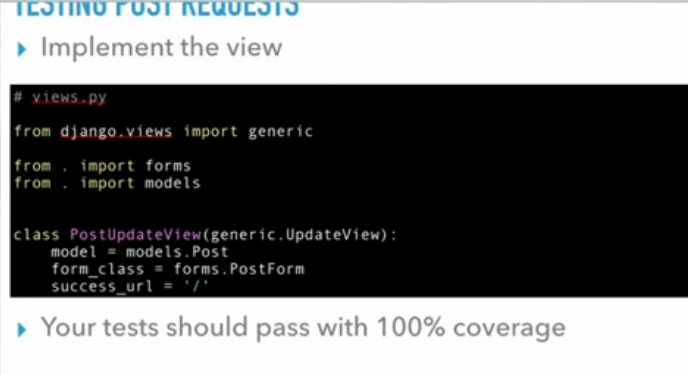 TESTING POST REQUESTS
Implement the view
# views.py
from django.views import generic
from . import forms
from . import models
class PostUpdateView(generic.UpdateView):
model = models.Post
form_class = forms.PostForm
success_url = '/'
Your tests should pass with 100% coverage